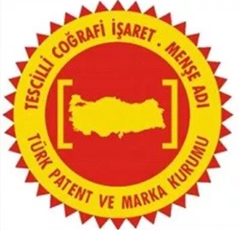 TESCİLLİ COĞRAFİ İŞARET . MENŞE ADI
TÜRK PATENT VE MARKA KURUMU